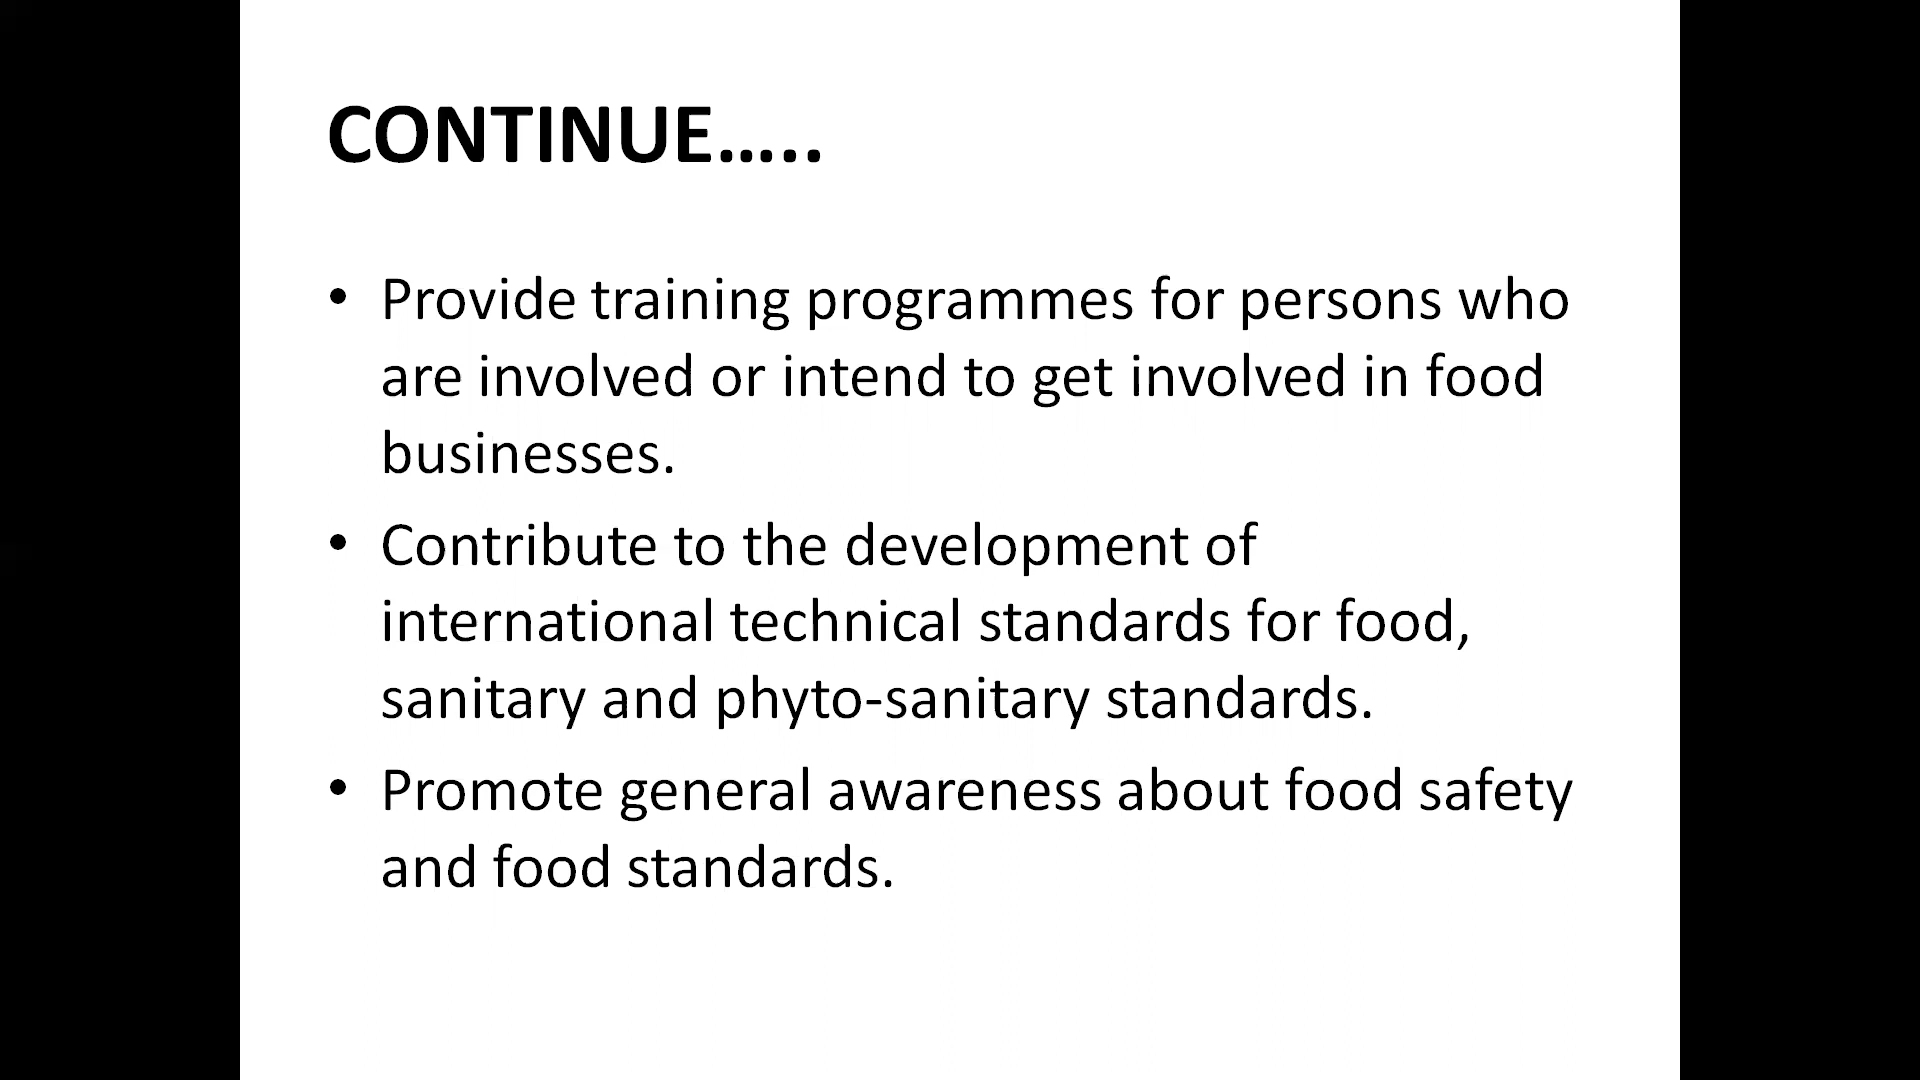 CONTINUE.....
• Provide training programmes for persons who
are involved or intend to get involved in food
businesses.
• Contribute to the development of
international technical standards for food,
sanitary and phyto-sanitary standards.
• Promote general awareness about food safety
and food standards.